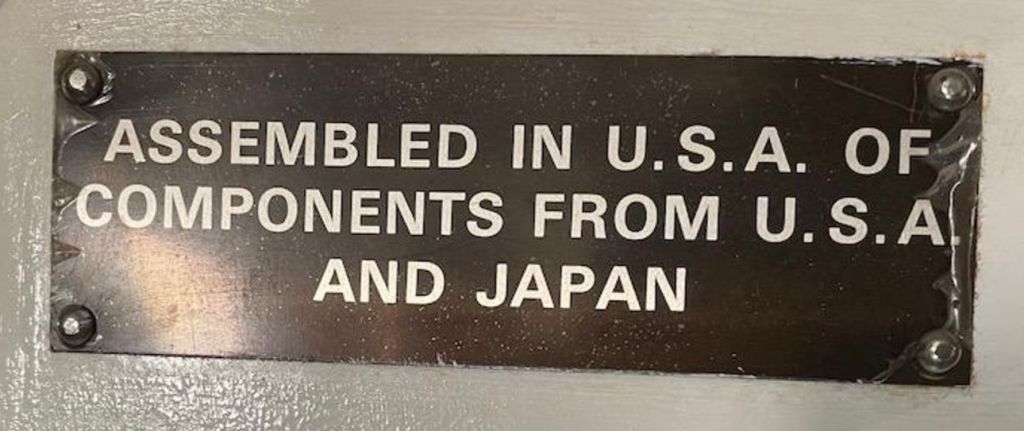 ASSEMBLED IN U.S.A. OF
COMPONENTS FROM U.S.A.
AND JAPAN